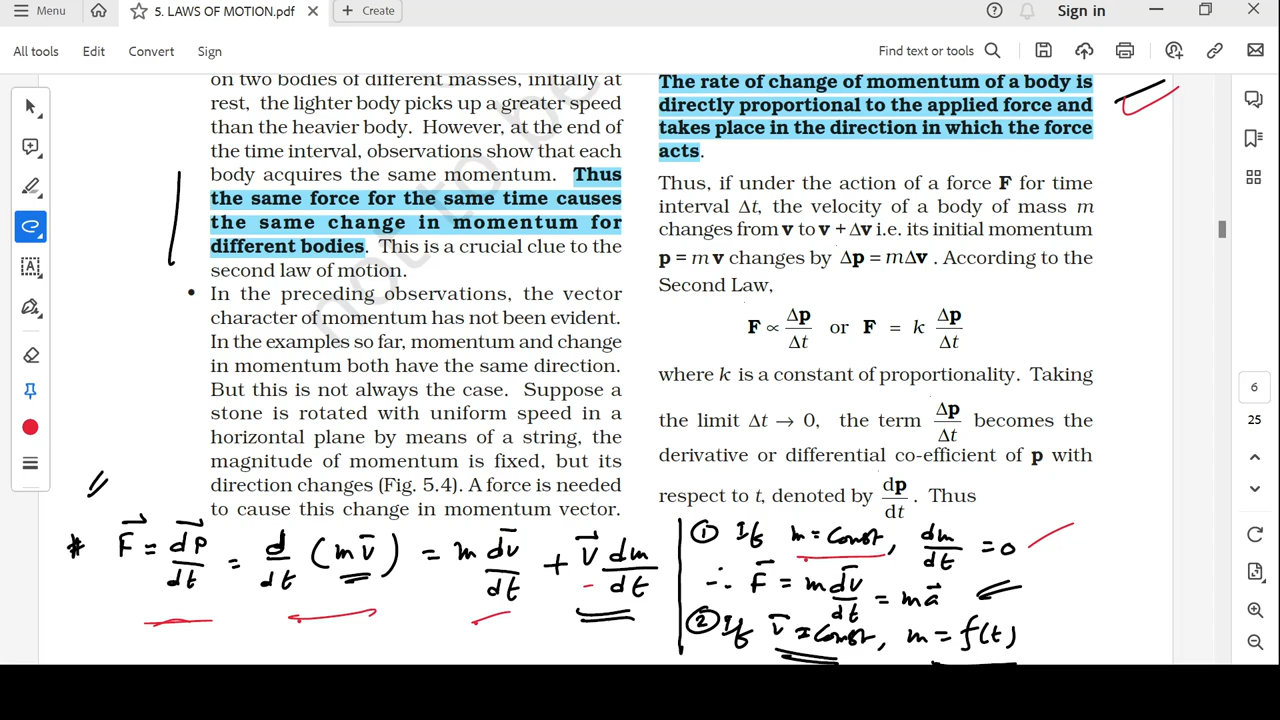 Menu
5. LAWS OF MOTION.pdf
Create
Sign in
All tools Edit Convert Sign
Find text or tools
on two bodies of different masses, initially at
rest, the lighter body picks up a greater speed
than the heavier body. However, at the end of
the time interval, observations show that each
body acquires the same momentum. Thus
the same force for the same time causes
the same change in momentum for
different bodies. This is a crucial clue to the
second law of motion.
• In the preceding observations, the vector
character of momentum has not been evident.
In the examples so far, momentum and change
in momentum both have the same direction.
But this is not always the case. Suppose a
stone is rotated with uniform speed in a
horizontal plane by means of a string, the
magnitude of momentum is fixed, but its
direction changes (Fig. 5.4). A force is needed
to cause this change in momentum vector.
The rate of change of momentum of a body is
directly proportional to the applied force and
takes place in the direction in which the force
acts.
Thus, if under the action of a force F for time
interval Δt, the velocity of a body of mass m
changes from v to v + Δv i.e. its initial momentum
p = m v changes by Δp = mΔv. According to the
Second Law,
F ∝ Δp/Δt or F = k Δp/Δt
where k is a constant of proportionality. Taking
the limit Δt → 0, the term Δp/Δt becomes the
derivative or differential co-efficient of p with
respect to t, denoted by dp/dt. Thus
* F⃗ = dP⃗/dt = d/dt (m v̄) = m dv̄/dt + v̄ dm/dt
① If m = Const, dm/dt = 0
∴ F⃗ = m dv̄/dt = ma⃗
② If v̄ = Const, m = f(t)
not to be
6
25